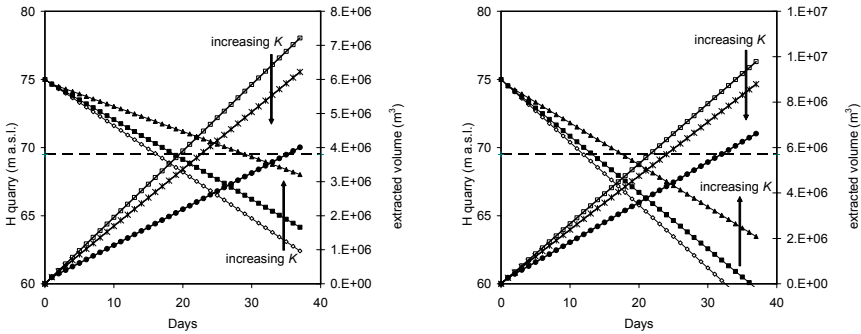 80
75
70
65
60
H quarry (m a.s.l.)
0
10
20
30
40
Days
8.E+06
7.E+06
6.E+06
5.E+06
4.E+06
3.E+06
2.E+06
1.E+06
0.E+00
extracted volume (m³)
increasing K
increasing K
80
75
70
65
60
H quarry (m a.s.l.)
0
10
20
30
40
Days
1.E+07
1.E+07
8.E+06
6.E+06
4.E+06
2.E+06
0.E+00
extracted volume (m³)
increasing K
increasing K